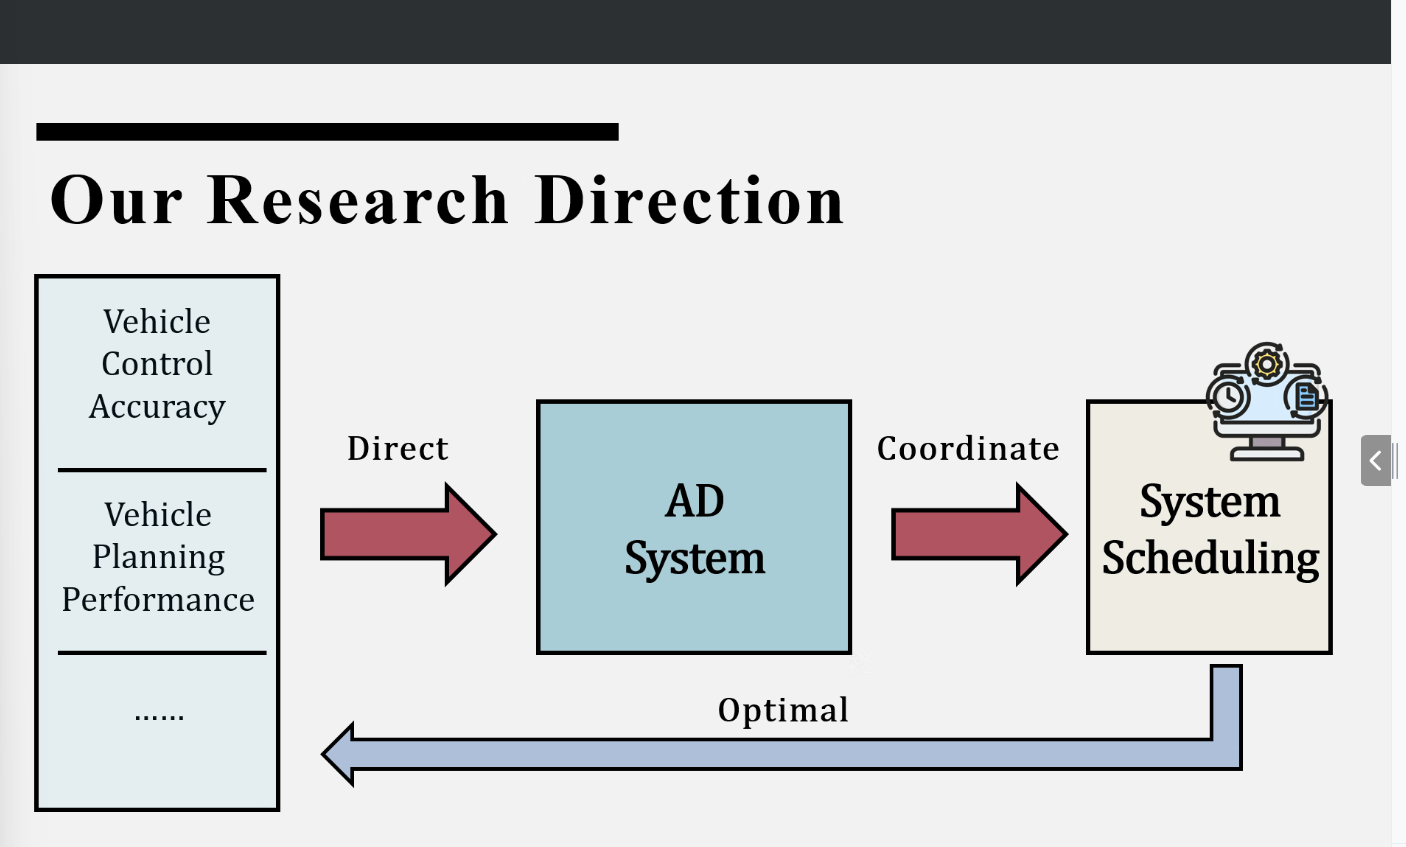 Our Research Direction
Vehicle
Control
Accuracy
Vehicle
Planning
Performance
......
Direct
AD
System
Coordinate
System
Scheduling
Optimal